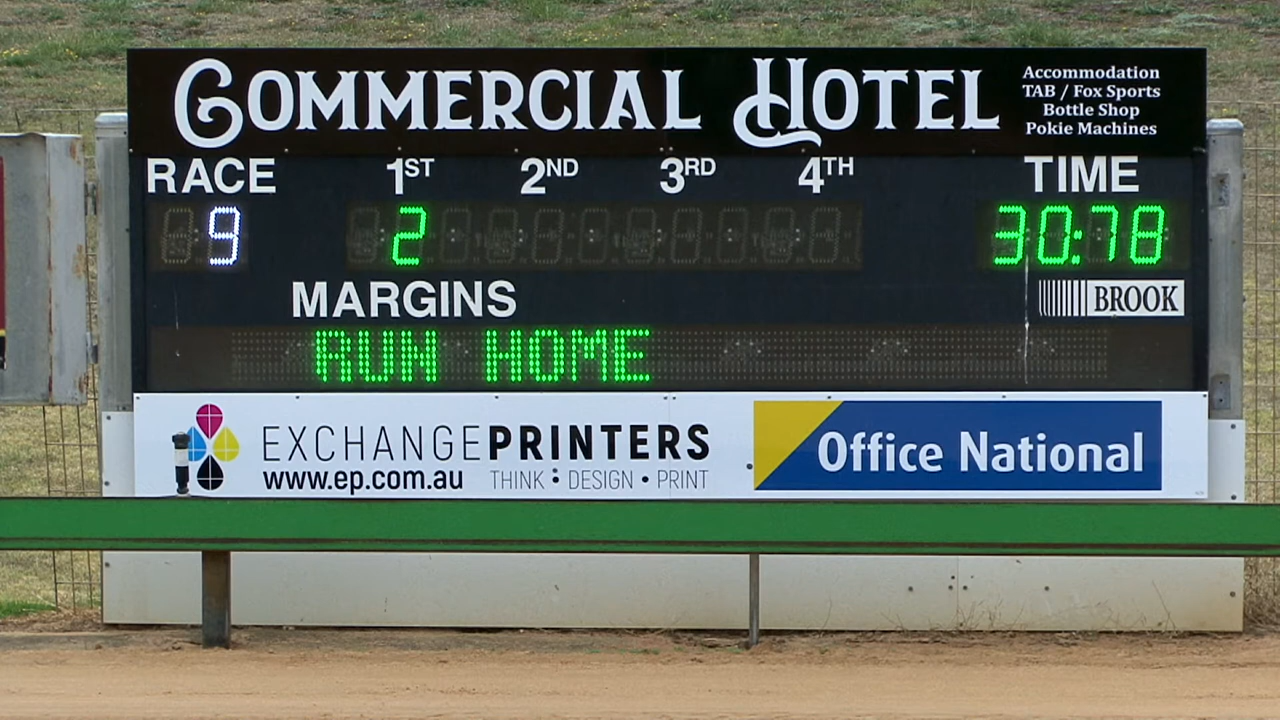 COMMERCIAL HOTEL
Accommodation
TAB / Fox Sports
Bottle Shop
Pokie Machines
RACE 1ST 2ND 3RD 4TH TIME
9 2 30:78
MARGINS
BROOK
RUN HOME
EXCHANGEPRINTERS
www.ep.com.au THINK : DESIGN • PRINT
Office National